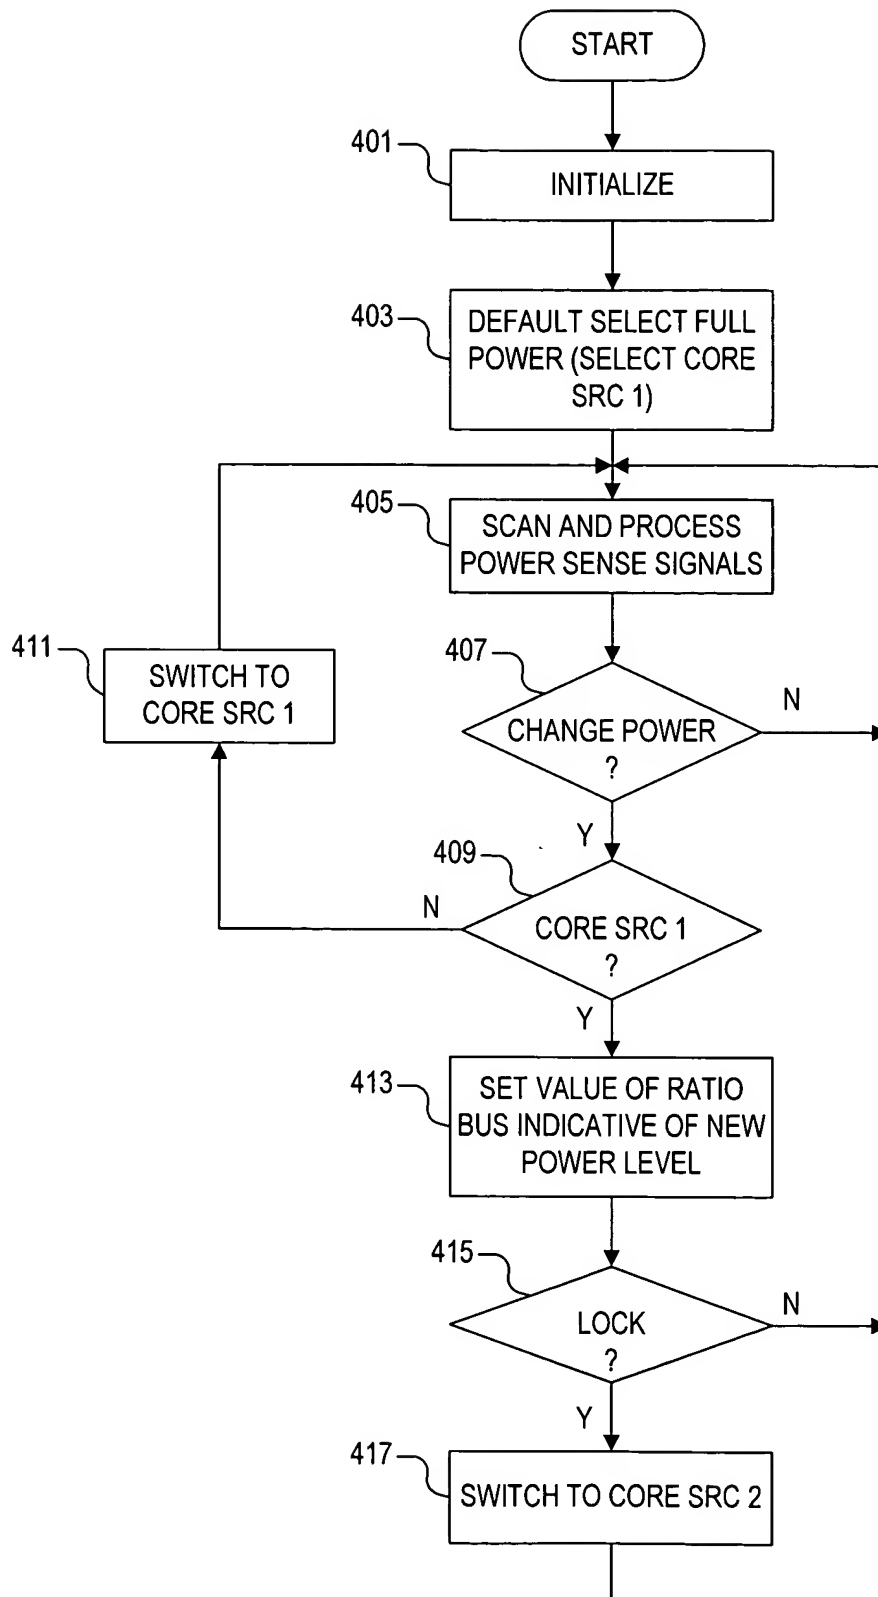 START
401
INITIALIZE
403
DEFAULT SELECT FULL
POWER (SELECT CORE
SRC 1)
405
SCAN AND PROCESS
POWER SENSE SIGNALS
411
SWITCH TO
CORE SRC 1
407
CHANGE POWER
?
N
Y
409
N
CORE SRC 1
?
Y
413
SET VALUE OF RATIO
BUS INDICATIVE OF NEW
POWER LEVEL
415
LOCK
?
N
Y
417
SWITCH TO CORE SRC 2